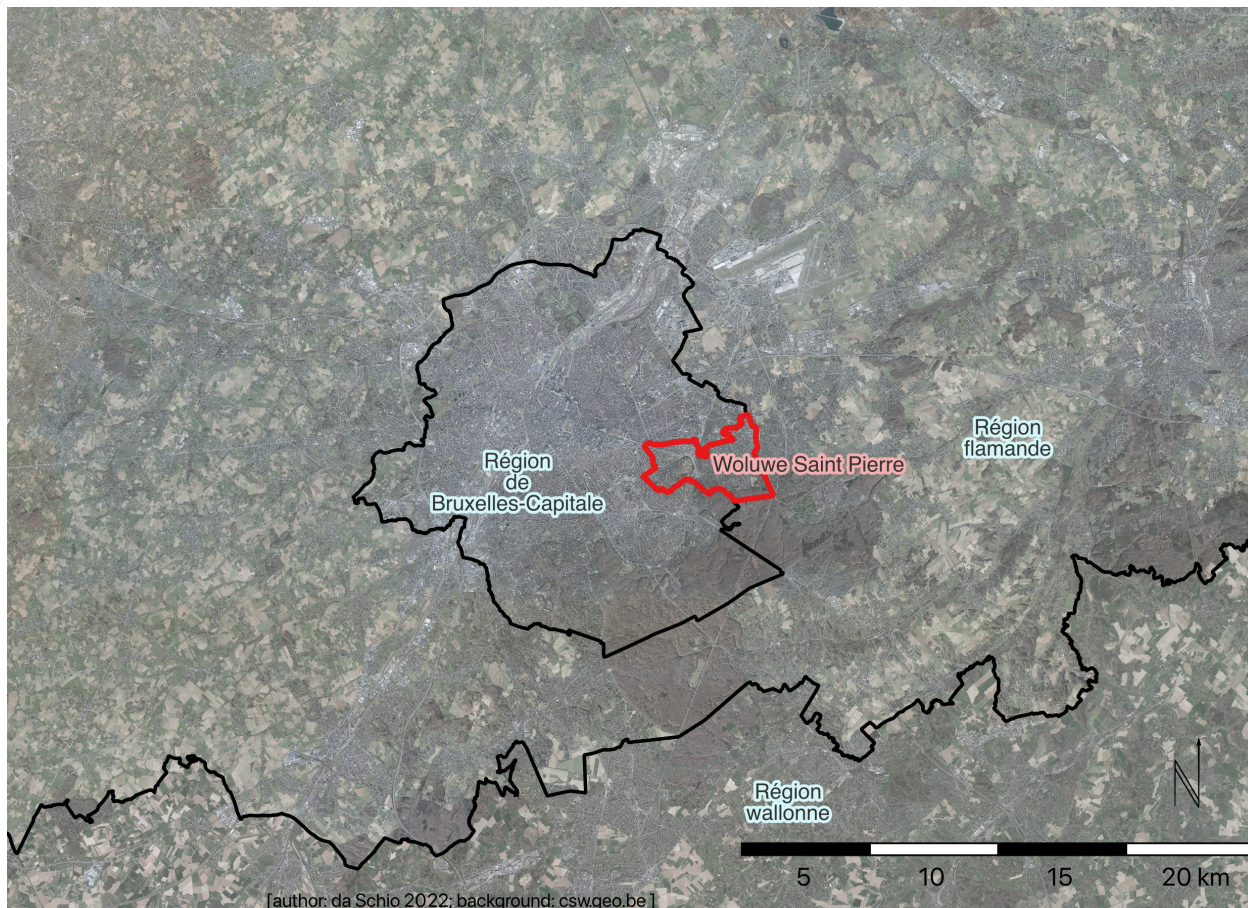 Région
flamande
Woluwe Saint Pierre
Région
de
Bruxelles-Capitale
N
Région
wallonne
5 10 15 20 km
[author: da Schio 2022; background: csw.geo.be ]